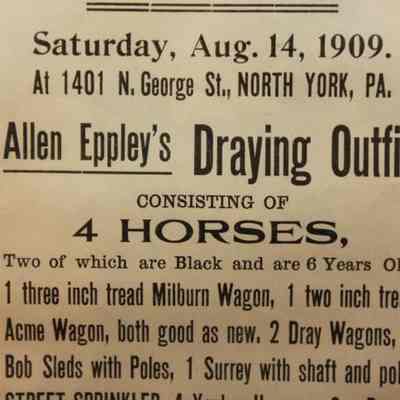 Saturday, Aug. 14, 1909.
At 1401 N. George St., NORTH YORK, PA.
Allen Eppley's Draying Outfi
CONSISTING OF
4 HORSES,
Two of which are Black and are 6 Years Ol
1 three inch tread Milburn Wagon, 1 two inch tre
Acme Wagon, both good as new. 2 Dray Wagons,
Bob Sleds with Poles, 1 Surrey with shaft and pol
STREET SPRINKLER, 4